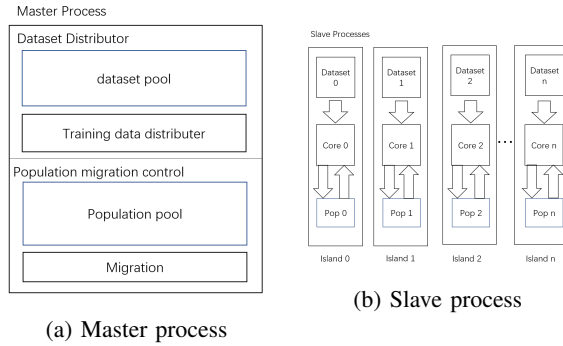 Master Process
Dataset Distributor
dataset pool
Training data distributer
Population migration control
Population pool
Migration
(a) Master process
Slave Processes
Dataset
0
Dataset
1
Dataset
2
Dataset
n
Core 0
Core 1
Core 2
...
Core n
Pop 0
Pop 1
Pop 2
Pop n
Island 0
Island 1
Island 2
Island n
(b) Slave process